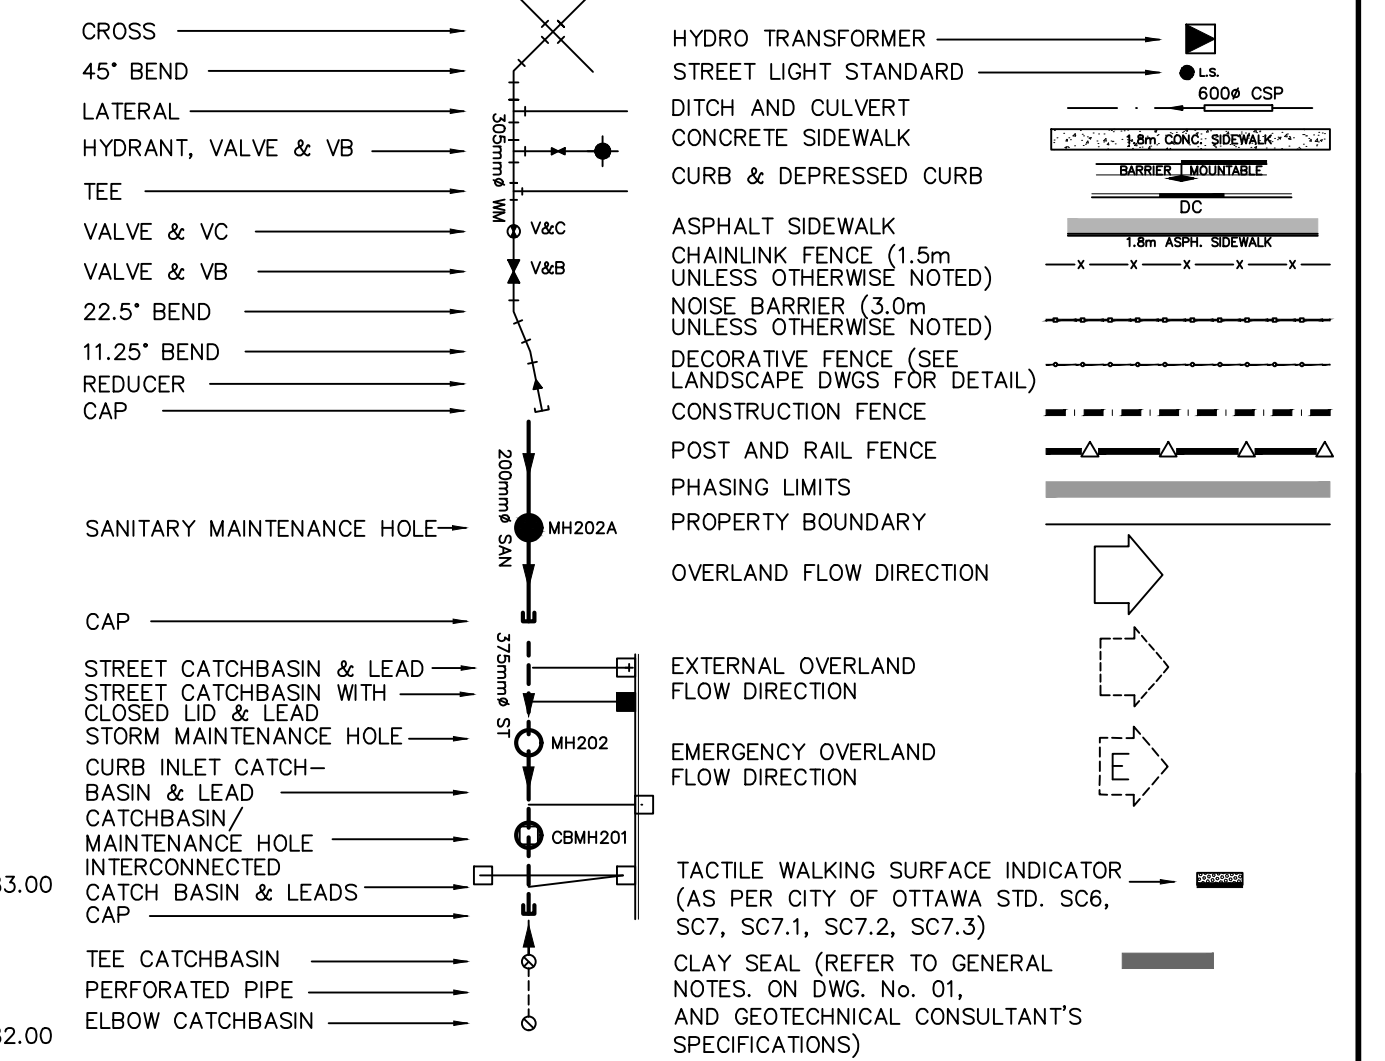 CROSS
45° BEND
LATERAL
HYDRANT, VALVE & VB
TEE
VALVE & VC
VALVE & VB
22.5° BEND
11.25° BEND
REDUCER
CAP
SANITARY MAINTENANCE HOLE
CAP
STREET CATCHBASIN & LEAD
STREET CATCHBASIN WITH
CLOSED LID & LEAD
STORM MAINTENANCE HOLE
CURB INLET CATCH-
BASIN & LEAD
CATCHBASIN/
MAINTENANCE HOLE
INTERCONNECTED
CATCH BASIN & LEADS
CAP
TEE CATCHBASIN
PERFORATED PIPE
ELBOW CATCHBASIN
3.00
2.00
305mmø WM
V&C
V&B
200mmø SAN
MH202A
375mmø ST
MH202
CBMH201
HYDRO TRANSFORMER
STREET LIGHT STANDARD
L.S.
DITCH AND CULVERT
600ø CSP
CONCRETE SIDEWALK
1.8m CONC. SIDEWALK
CURB & DEPRESSED CURB
BARRIER MOUNTABLE
DC
ASPHALT SIDEWALK
1.8m ASPH. SIDEWALK
CHAINLINK FENCE (1.5m
UNLESS OTHERWISE NOTED)
X X X X X
NOISE BARRIER (3.0m
UNLESS OTHERWISE NOTED)
DECORATIVE FENCE (SEE
LANDSCAPE DWGS FOR DETAIL)
CONSTRUCTION FENCE
POST AND RAIL FENCE
PHASING LIMITS
PROPERTY BOUNDARY
OVERLAND FLOW DIRECTION
EXTERNAL OVERLAND
FLOW DIRECTION
EMERGENCY OVERLAND
FLOW DIRECTION
E
TACTILE WALKING SURFACE INDICATOR
(AS PER CITY OF OTTAWA STD. SC6,
SC7, SC7.1, SC7.2, SC7.3)
CLAY SEAL (REFER TO GENERAL
NOTES. ON DWG. No. 01,
AND GEOTECHNICAL CONSULTANT'S
SPECIFICATIONS)